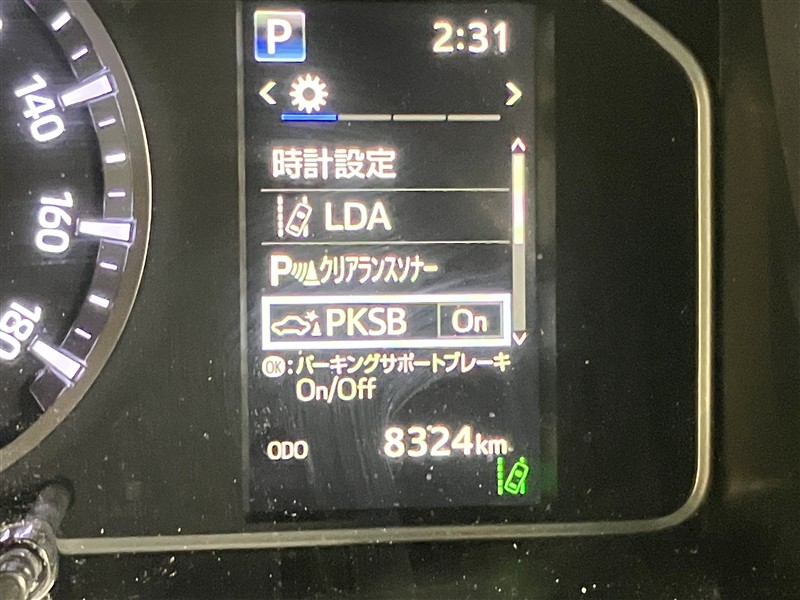 P 2:31
時計設定
LDA
Pクリアランスソナー
PKSB On
OK:パーキングサポートブレーキ
On/Off
ODO 8324km
140
160
180